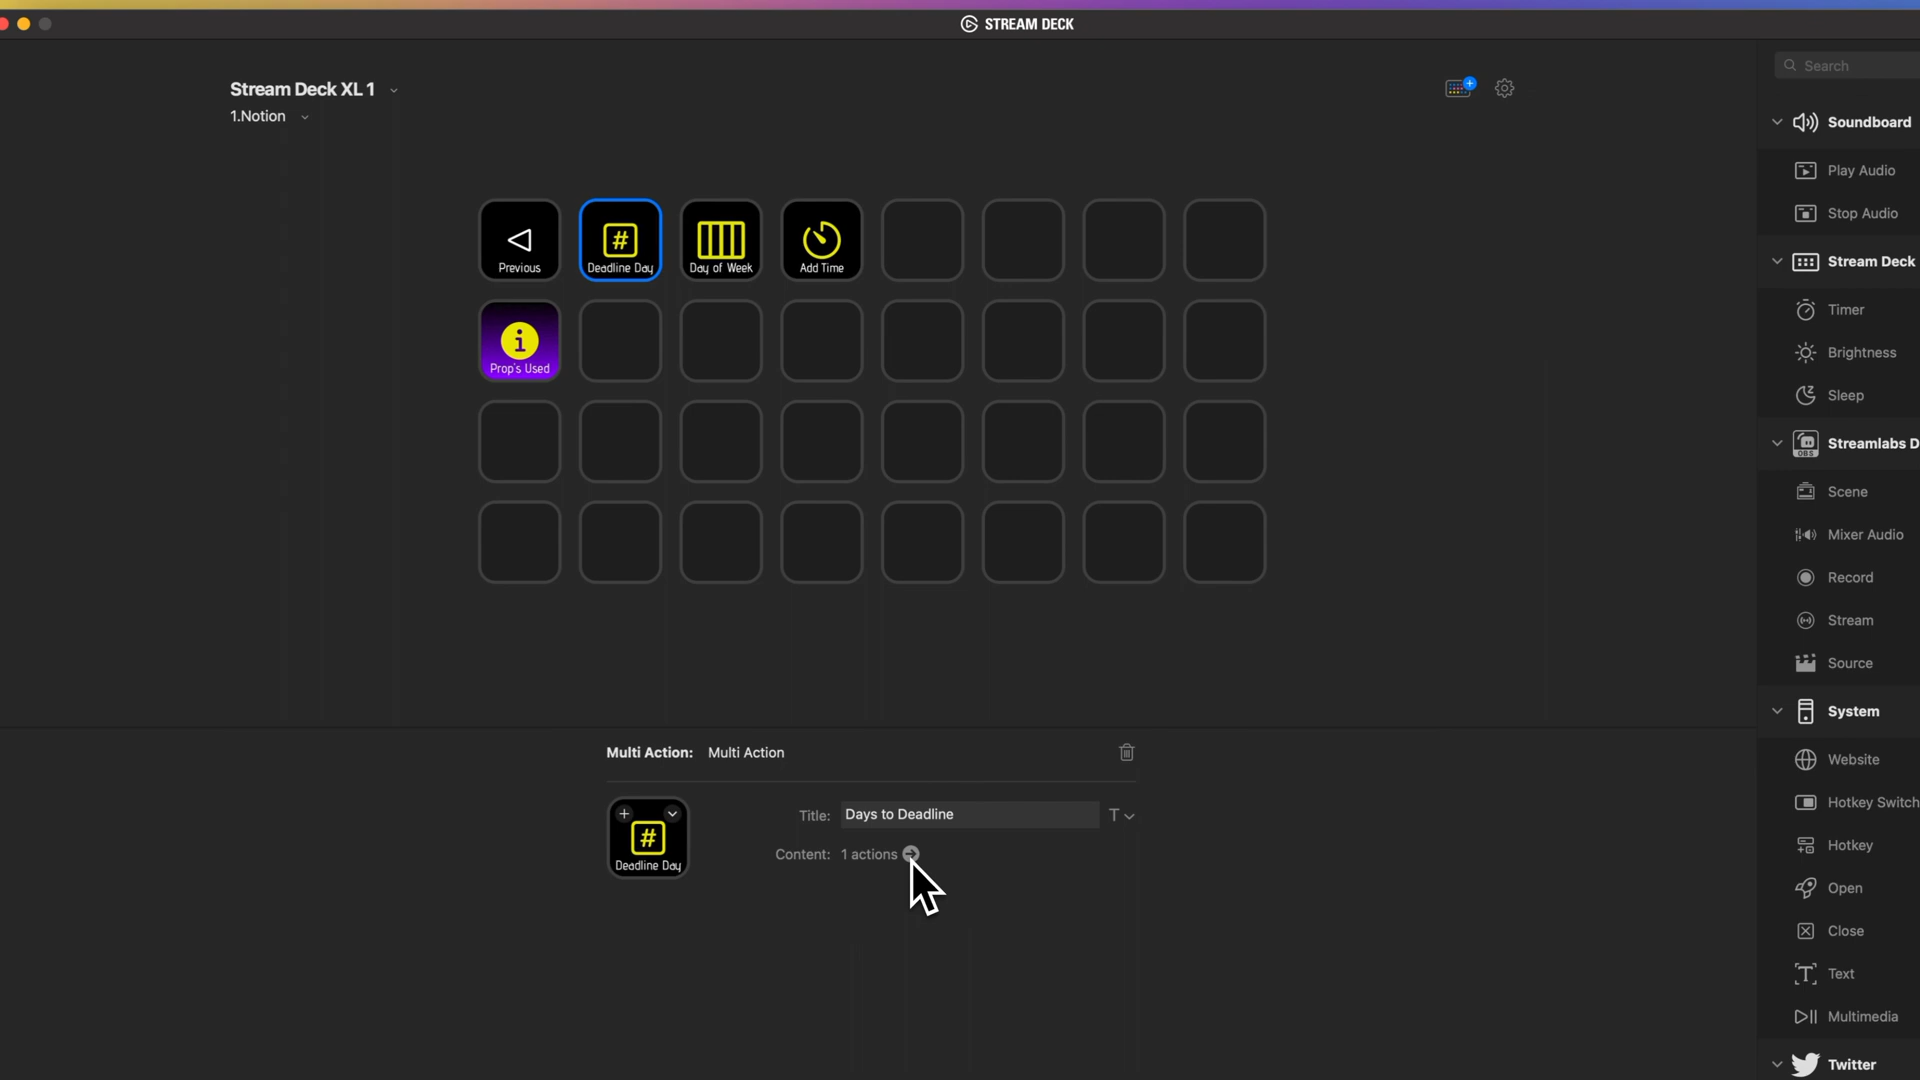 STREAM DECK
Stream Deck XL 1
1.Notion
Search
Soundboard
Play Audio
Stop Audio
Stream Deck
Timer
Brightness
Sleep
Streamlabs D
OBS
Scene
Mixer Audio
Record
Stream
Source
System
Website
Hotkey Switch
Hotkey
Open
Close
Text
Multimedia
Twitter
Previous
#
Deadline Day
Day of Week
Add Time
i
Prop's Used
Multi Action: Multi Action
#
Deadline Day
Title: Days to Deadline T
Content: 1 actions